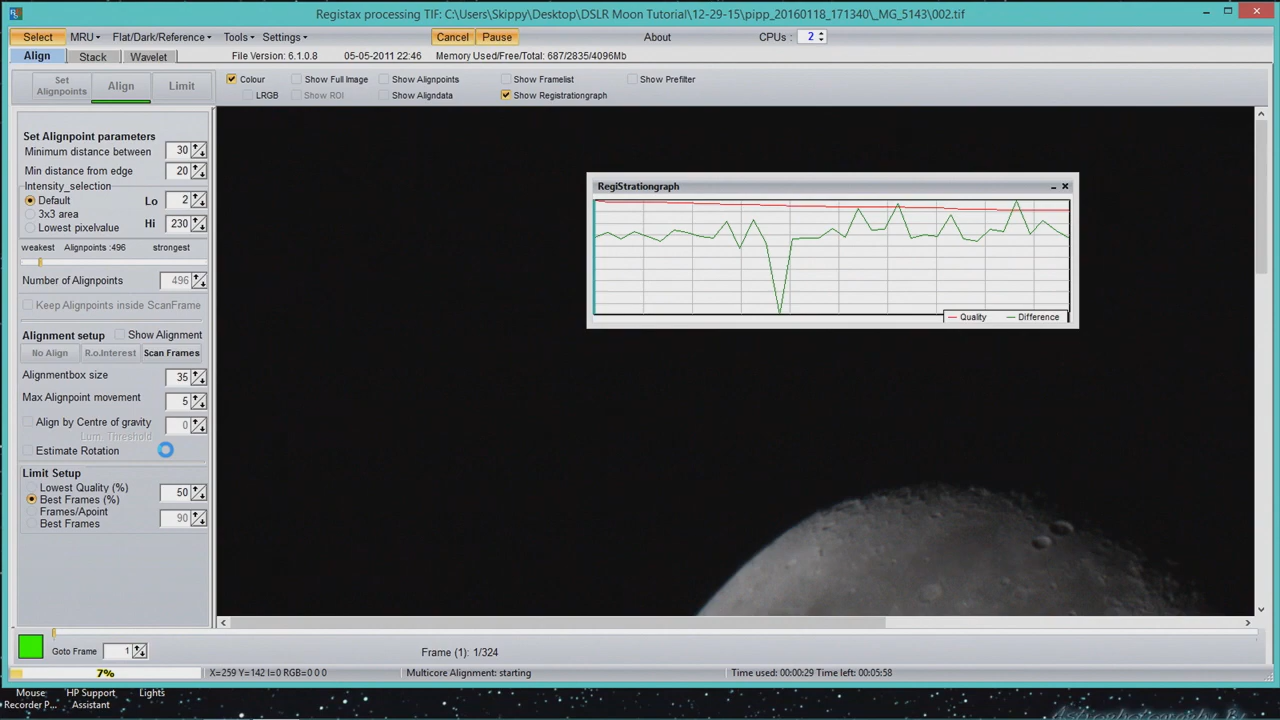 Registax processing TIF: C:\Users\Skippy\Desktop\DSLR Moon Tutorial\12-29-15\pipp_20160118_171340\_MG_5143\002.tif
Select MRU Flat/Dark/Reference Tools Settings Cancel Pause About CPUs: 2
Align Stack Wavelet File Version: 6.1.0.8 05-05-2011 22:46 Memory Used/Free/Total: 687/2835/4096Mb
Set Alignpoints Align Limit
Colour Show Full Image Show Alignpoints Show Framelist Show Prefilter
LRGB Show ROI Show Aligndata Show Registrationgraph
Set Alignpoint parameters
Minimum distance between 30
Min distance from edge 20
Intensity_selection
Default Lo 2
3x3 area
Lowest pixelvalue Hi 230
weakest Alignpoints :496 strongest
Number of Alignpoints 496
Keep Alignpoints inside ScanFrame
Alignment setup Show Alignment
No Align R.o.Interest Scan Frames
Alignmentbox size 35
Max Alignpoint movement 5
Align by Centre of gravity 0
Lum. Threshold
Estimate Rotation
Limit Setup
Lowest Quality (%)
Best Frames (%) 50
Frames/Apoint
Best Frames 90
RegiStrationgraph
Quality Difference
Goto Frame 1 Frame (1): 1/324
7% X=259 Y=142 I=0 RGB=0 0 0 Multicore Alignment: starting Time used: 00:00:29 Time left: 00:05:58
Mouse HP Support Lights
Recorder P... Assistant